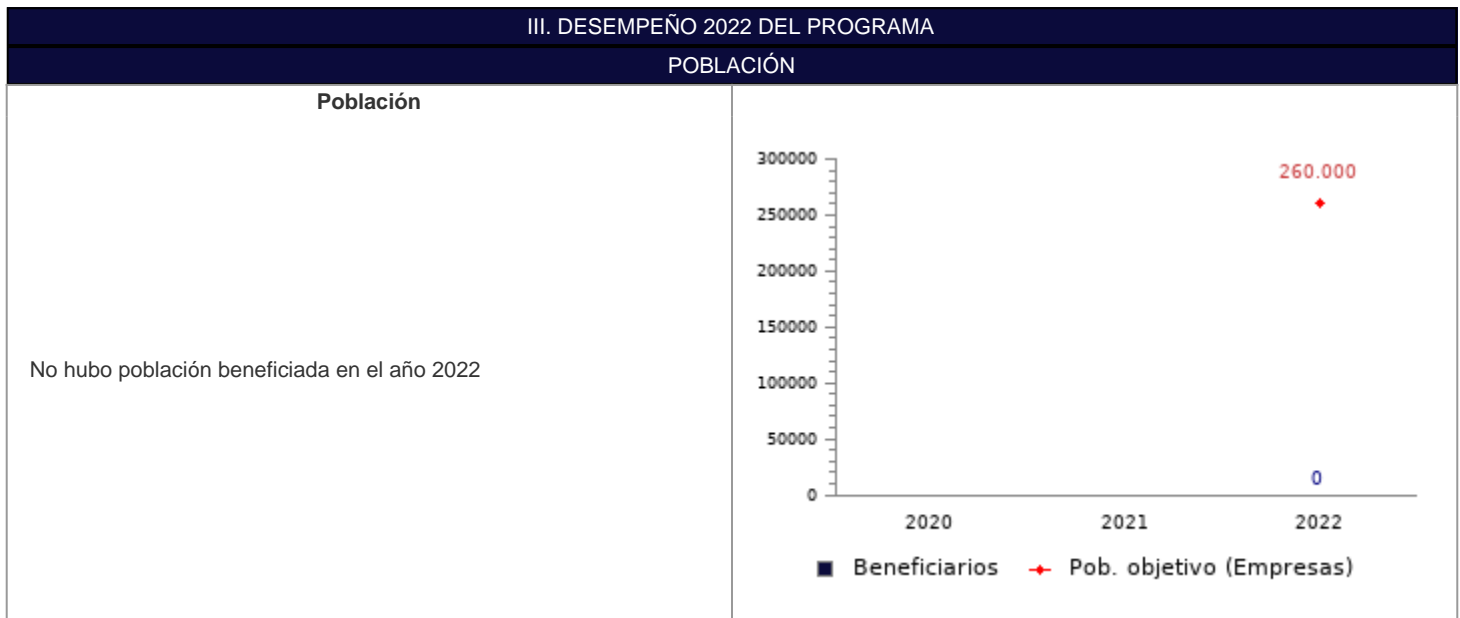 III. DESEMPEÑO 2022 DEL PROGRAMA
POBLACIÓN
Población
No hubo población beneficiada en el año 2022
300000
250000
200000
150000
100000
50000
0
260.000
0
2020 2021 2022
Beneficiarios Pob. objetivo (Empresas)